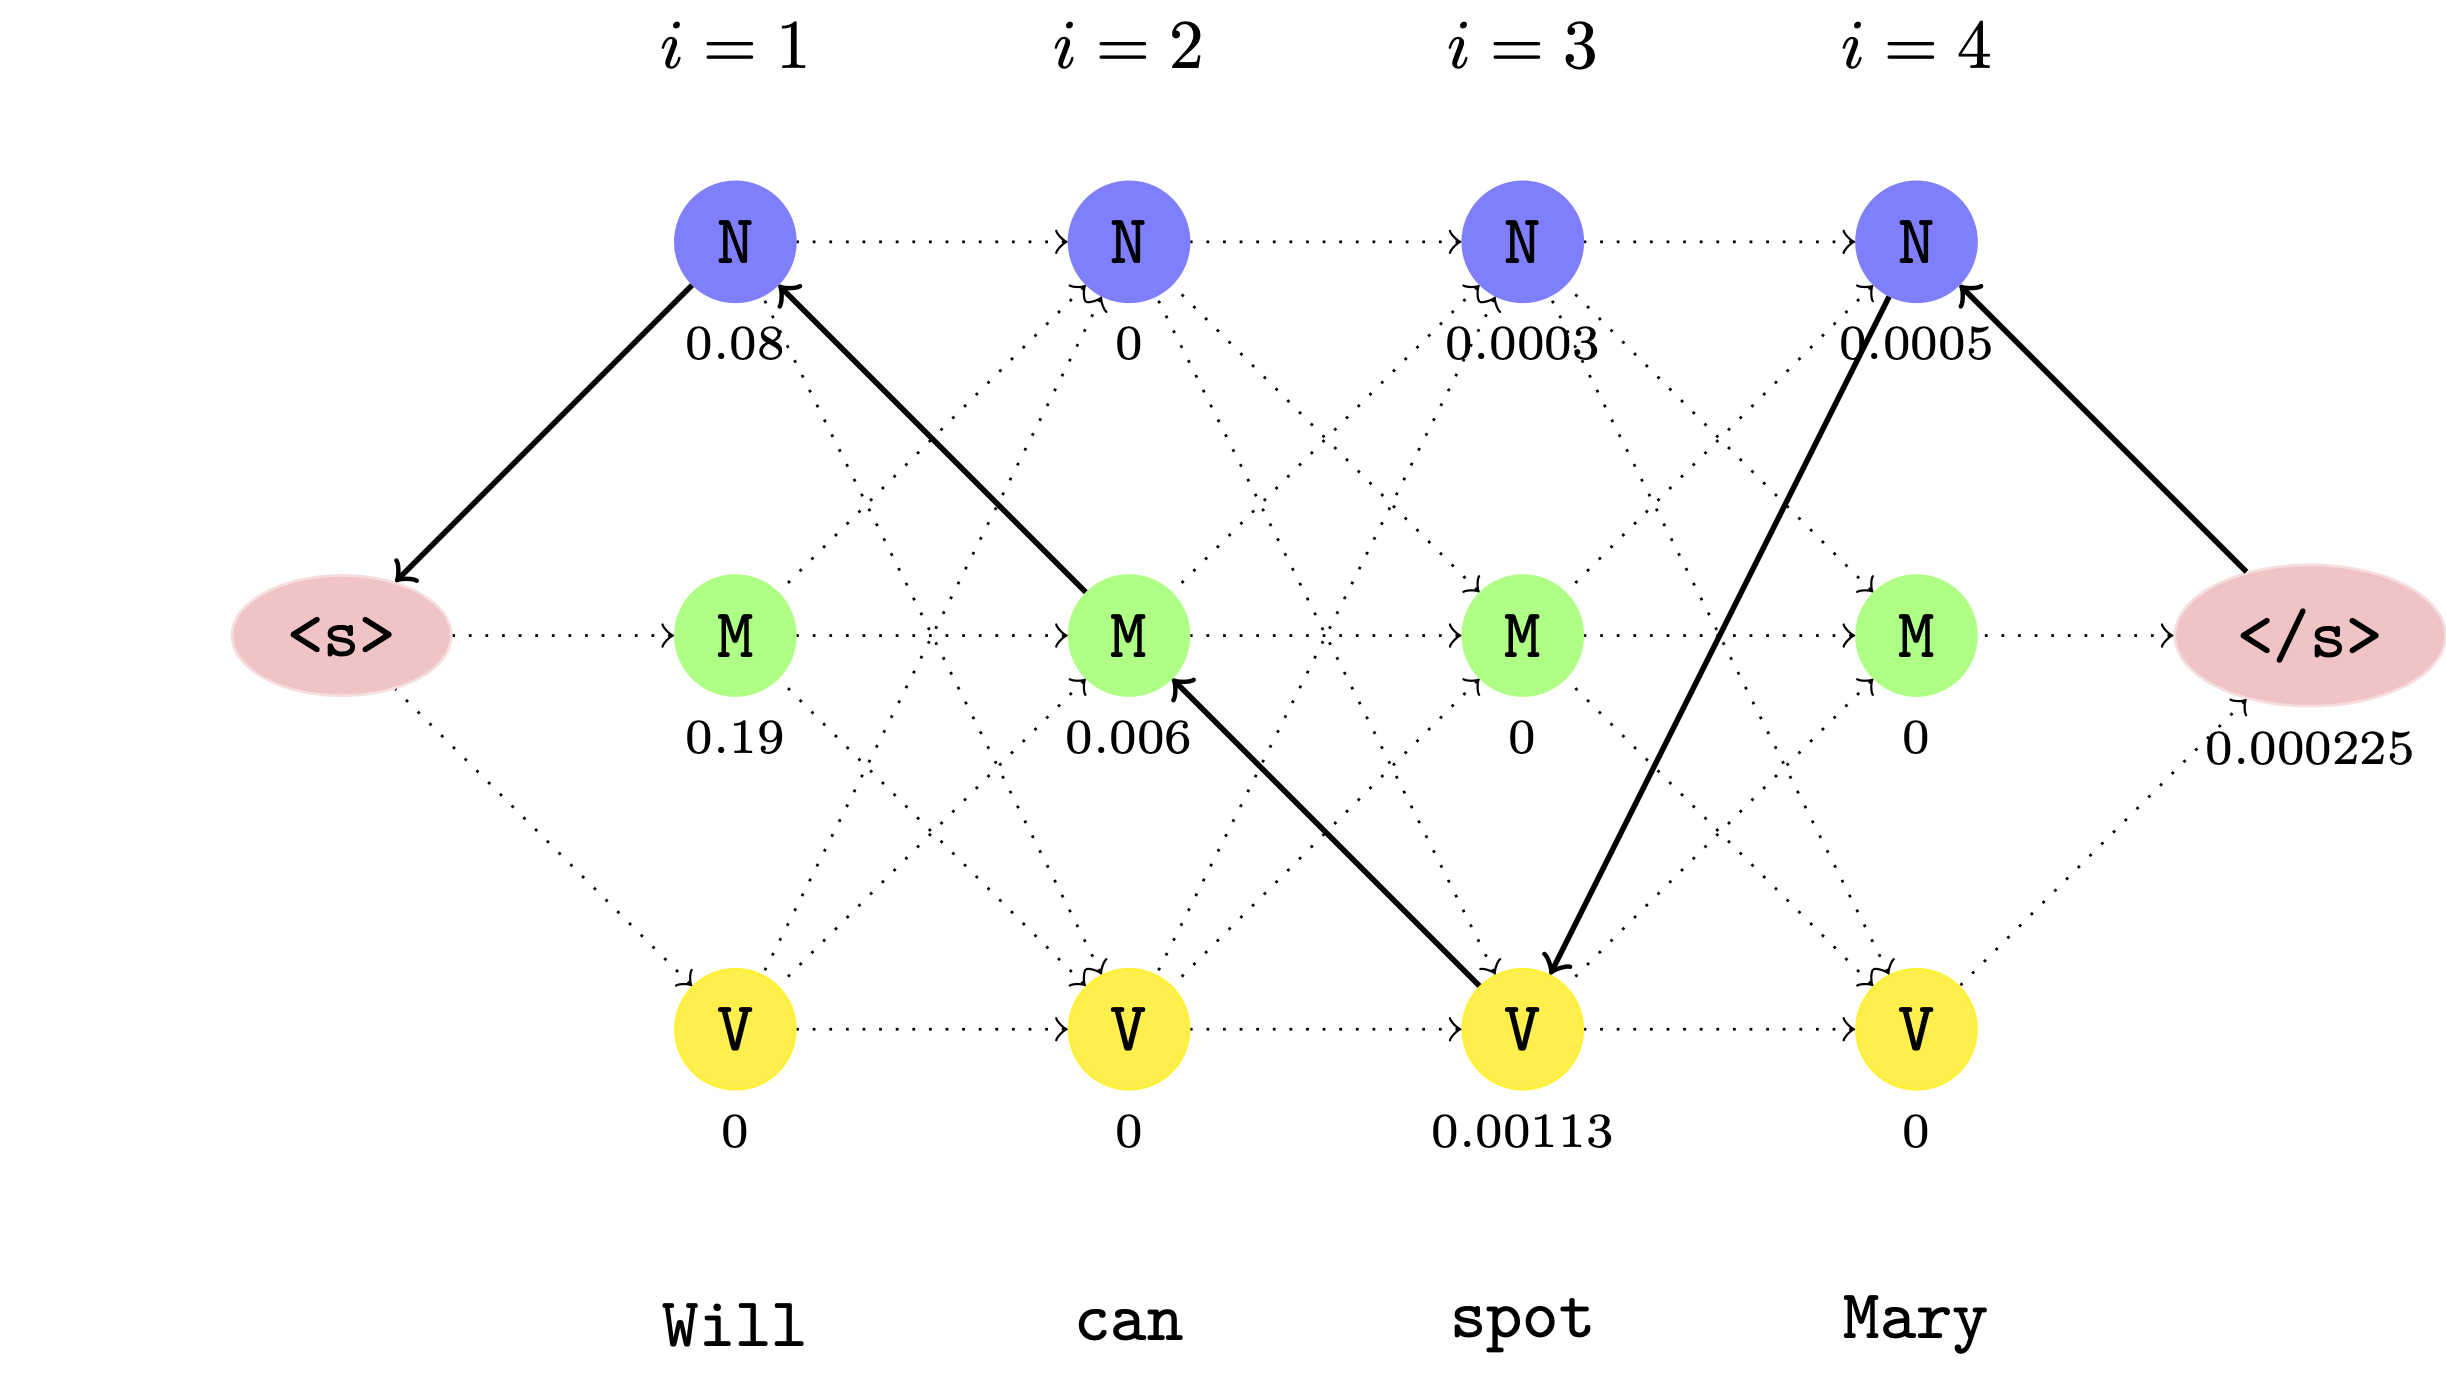 i = 1 i = 2 i = 3 i = 4
N N N N
0.08 0 0.0003 0.0005
<s> M M M M </s>
0.19 0.006 0 0 0.000225
V V V V
0 0 0.00113 0
Will can spot Mary